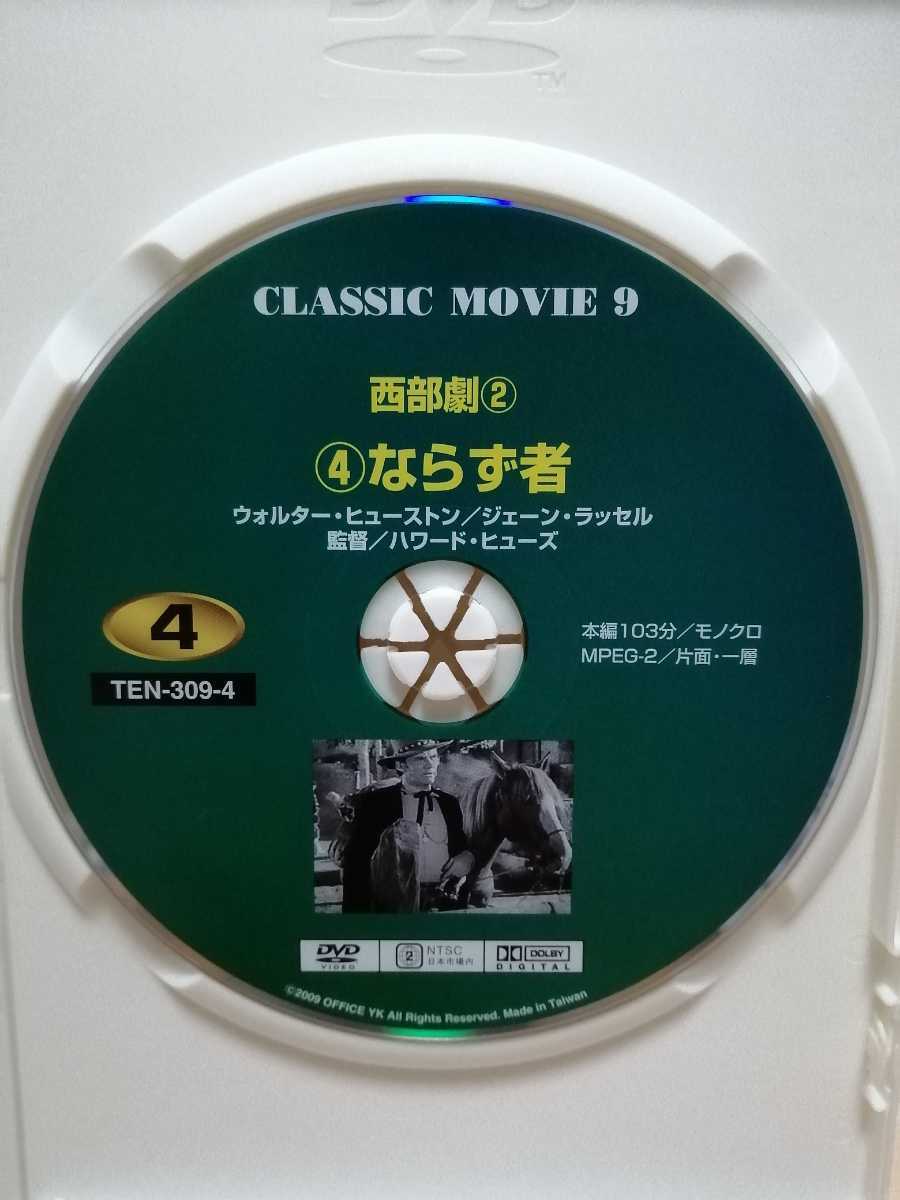 DVD
TM
CLASSIC MOVIE 9
西部劇②
④ならず者
ウォルター・ヒューストン／ジェーン・ラッセル
監督／ハワード・ヒューズ
4
TEN-309-4
本編103分／モノクロ
MPEG-2／片面・一層
DVD
VIDEO
2
NTSC
日本市場内
DOLBY
DIGITAL
©2009 OFFICE YK All Rights Reserved. Made in Taiwan